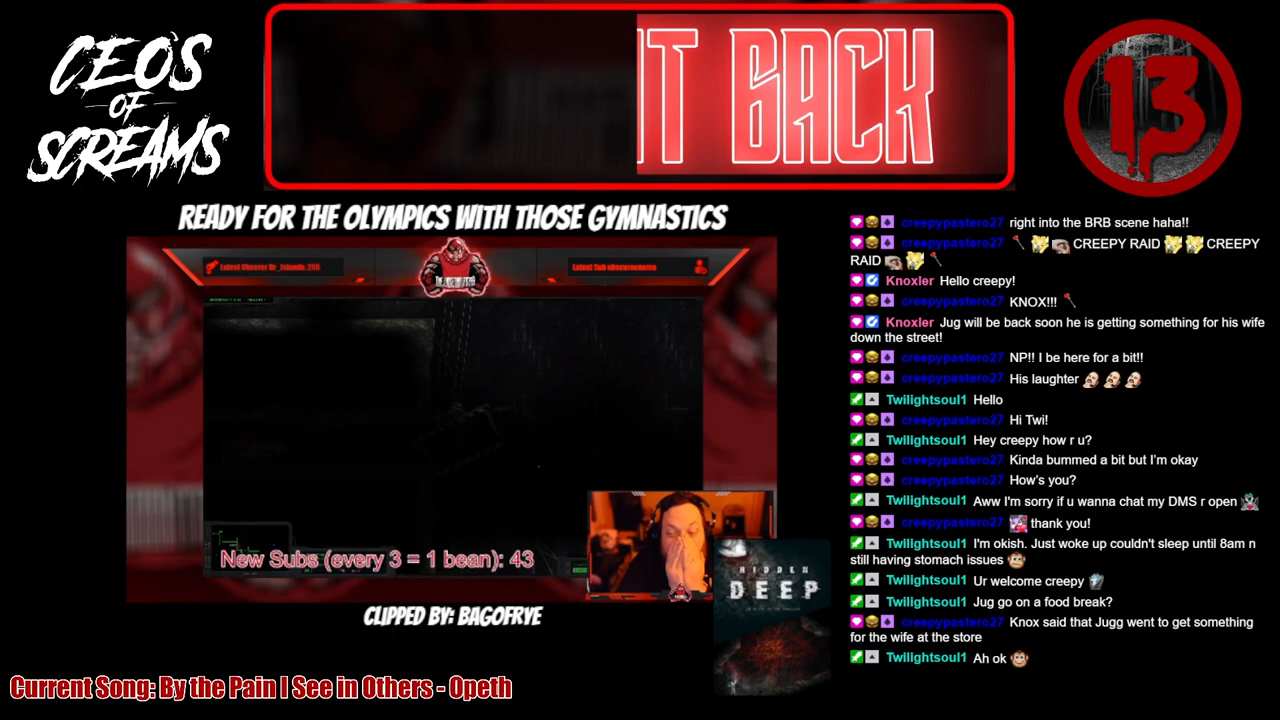 CEO'S
OF
SCREAMS
IT BACK
13
READY FOR THE OLYMPICS WITH THOSE GYMNASTICS
New Subs (every 3 = 1 bean): 43
HIDDEN
DEEP
CLIPPED BY: BAGOFRYE
Current Song: By the Pain I See in Others - Opeth
creepypastero27 right into the BRB scene haha!!
creepypastero27 CREEPY RAID CREEPY
RAID
Knoxler Hello creepy!
creepypastero27 KNOX!!!
Knoxler Jug will be back soon he is getting something for his wife
down the street!
creepypastero27 NP!! I be here for a bit!!
creepypastero27 His laughter
Twilightsoul1 Hello
creepypastero27 Hi Twi!
Twilightsoul1 Hey creepy how r u?
creepypastero27 Kinda bummed a bit but I'm okay
creepypastero27 How's you?
Twilightsoul1 Aww I'm sorry if u wanna chat my DMS r open
creepypastero27 thank you!
Twilightsoul1 I'm okish. Just woke up couldn't sleep until 8am n
still having stomach issues
Twilightsoul1 Ur welcome creepy
Twilightsoul1 Jug go on a food break?
creepypastero27 Knox said that Jugg went to get something
for the wife at the store
Twilightsoul1 Ah ok